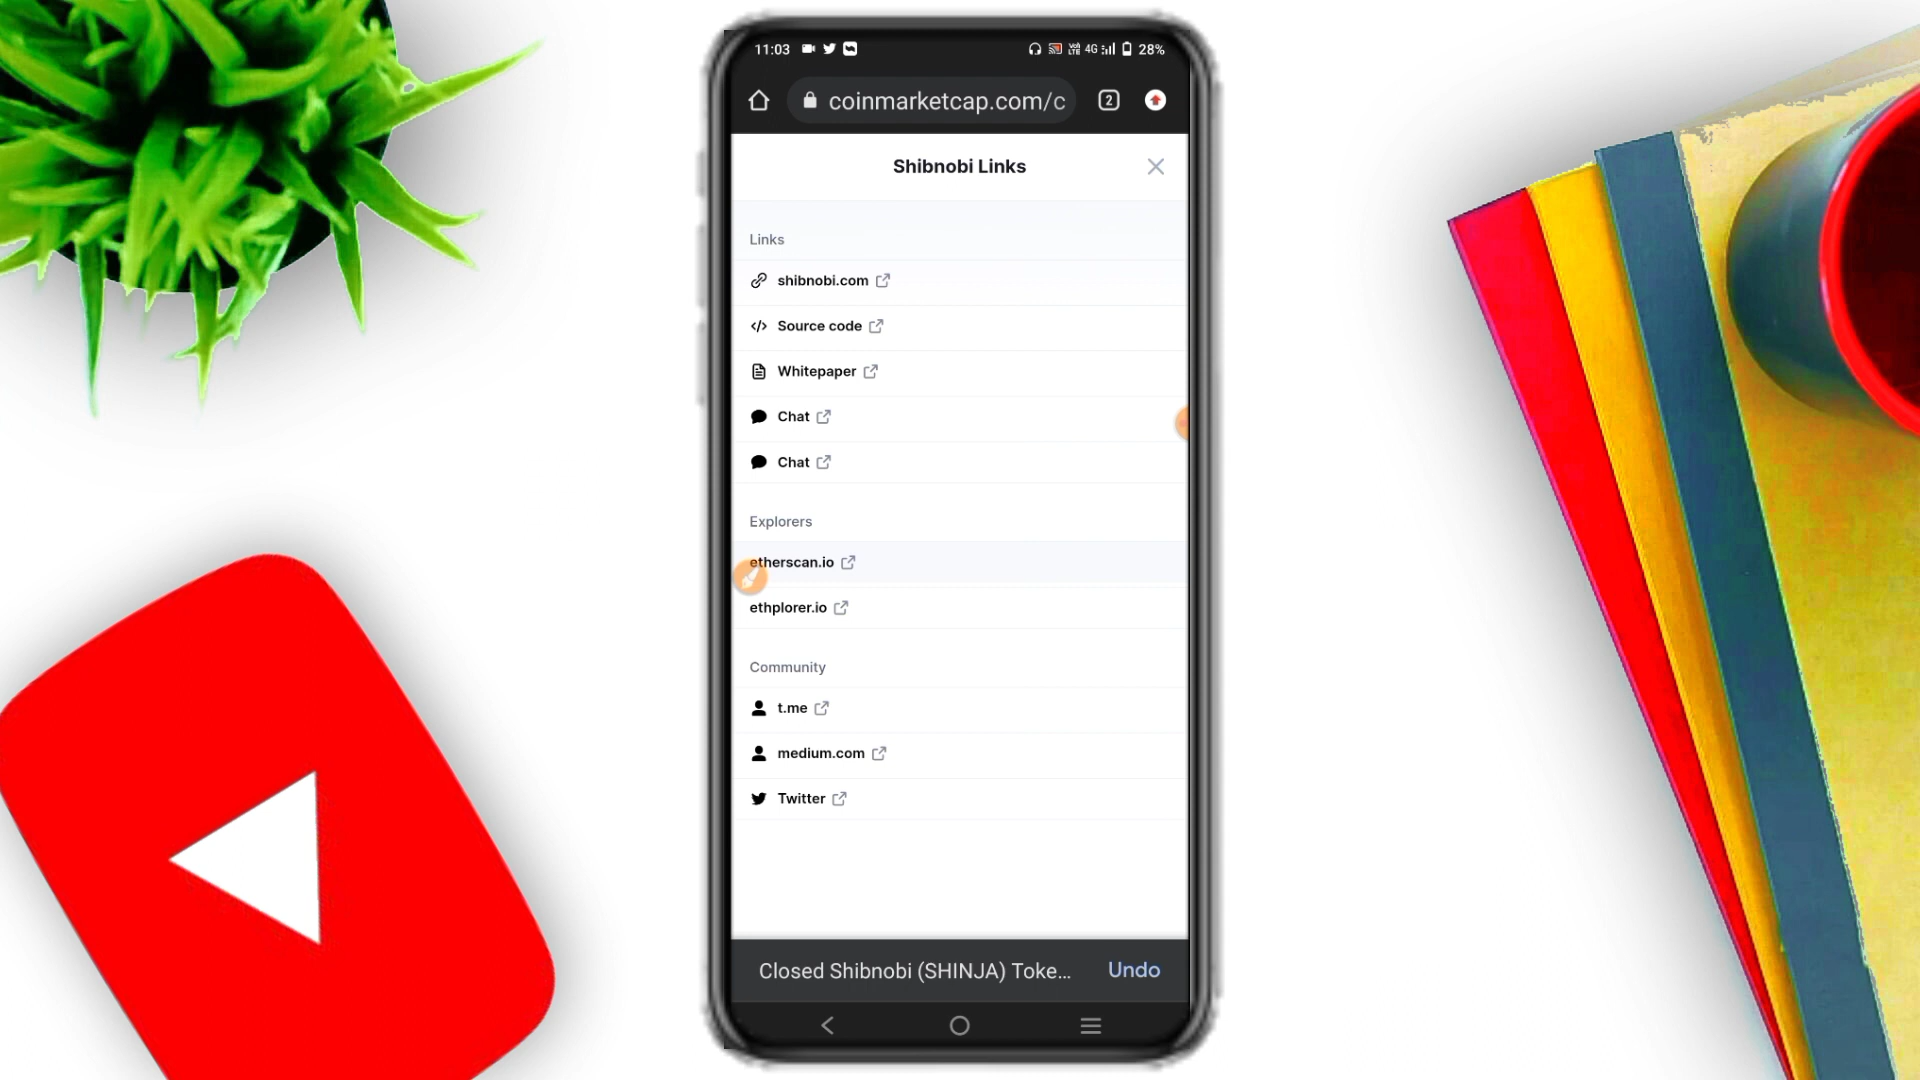 11:03 4G 28%
coinmarketcap.com/c 2
Shibnobi Links
Links
shibnobi.com
Source code
Whitepaper
Chat
Chat
Explorers
etherscan.io
ethplorer.io
Community
t.me
medium.com
Twitter
Closed Shibnobi (SHINJA) Toke... Undo